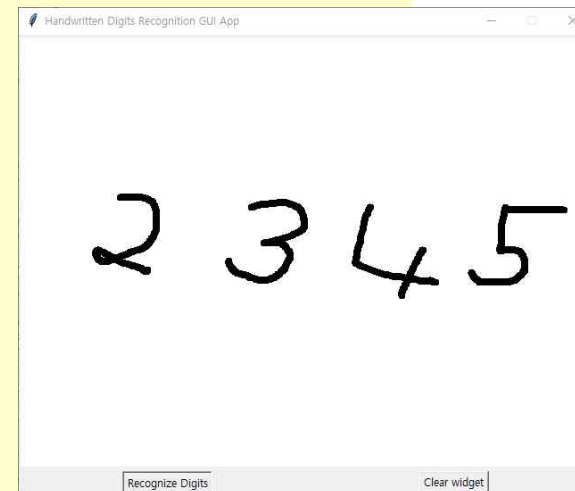 Handwritten Digits Recognition GUI App
2 3 4 5
Recognize Digits Clear widget